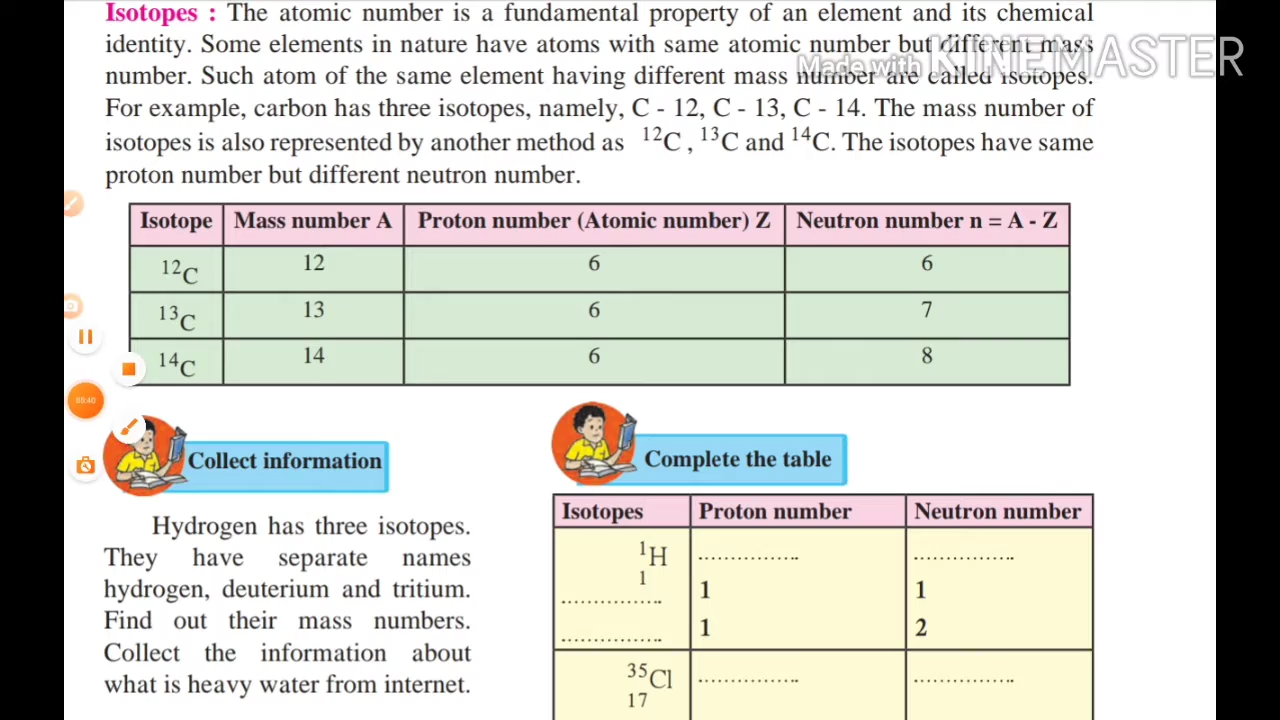 Isotopes : The atomic number is a fundamental property of an element and its chemical
identity. Some elements in nature have atoms with same atomic number but different mass
number. Such atom of the same element having different mass number are called isotopes.
Made with KINEMASTER
For example, carbon has three isotopes, namely, C - 12, C - 13, C - 14. The mass number of
isotopes is also represented by another method as ¹²C , ¹³C and ¹⁴C. The isotopes have same
proton number but different neutron number.
Isotope Mass number A Proton number (Atomic number) Z Neutron number n = A - Z
¹²C 12 6 6
¹³C 13 6 7
¹⁴C 14 6 8
00:40
Collect information
Hydrogen has three isotopes.
They have separate names
hydrogen, deuterium and tritium.
Find out their mass numbers.
Collect the information about
what is heavy water from internet.
Complete the table
Isotopes Proton number Neutron number
¹₁H ............... ...............
............... 1 1
............... 1 2
³⁵₁₇Cl ............... ...............